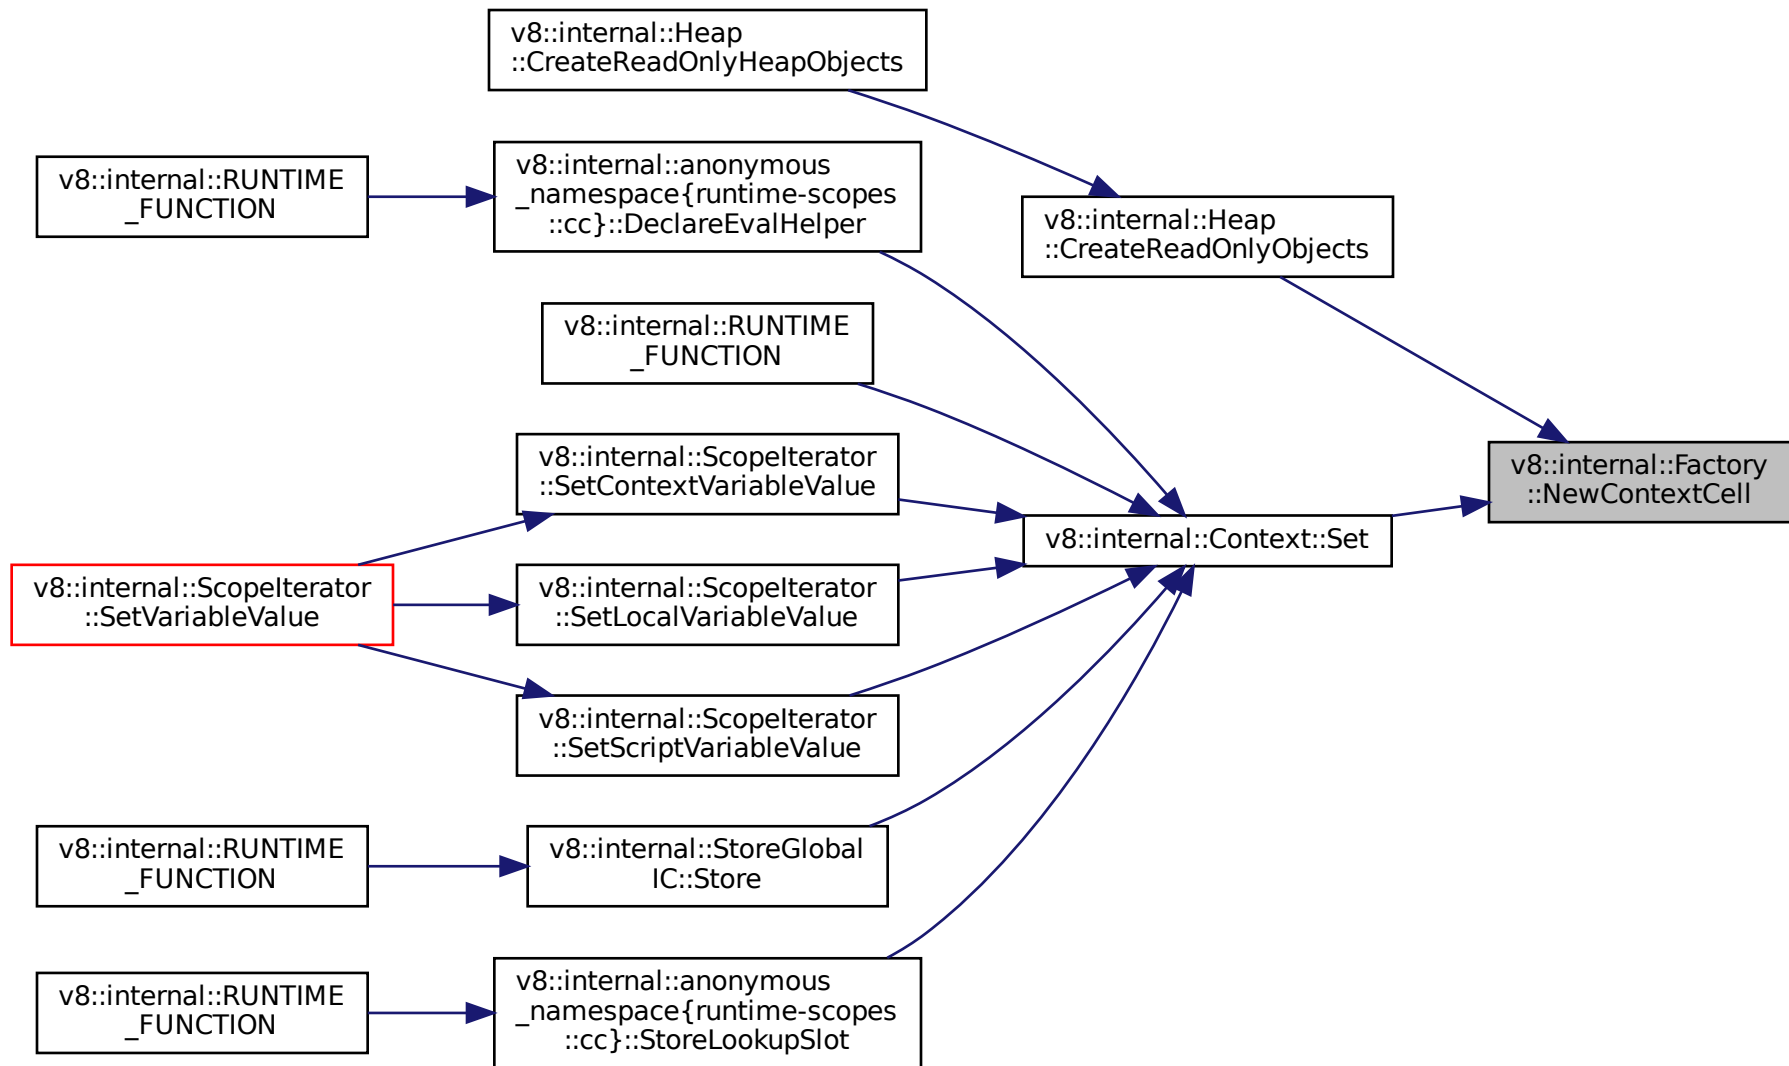 v8::internal::Heap
::CreateReadOnlyHeapObjects
v8::internal::RUNTIME
_FUNCTION
v8::internal::anonymous
_namespace{runtime-scopes
::cc}::DeclareEvalHelper
v8::internal::Heap
::CreateReadOnlyObjects
v8::internal::RUNTIME
_FUNCTION
v8::internal::ScopeIterator
::SetContextVariableValue
v8::internal::Factory
::NewContextCell
v8::internal::Context::Set
v8::internal::ScopeIterator
::SetVariableValue
v8::internal::ScopeIterator
::SetLocalVariableValue
v8::internal::ScopeIterator
::SetScriptVariableValue
v8::internal::RUNTIME
_FUNCTION
v8::internal::StoreGlobal
IC::Store
v8::internal::RUNTIME
_FUNCTION
v8::internal::anonymous
_namespace{runtime-scopes
::cc}::StoreLookupSlot